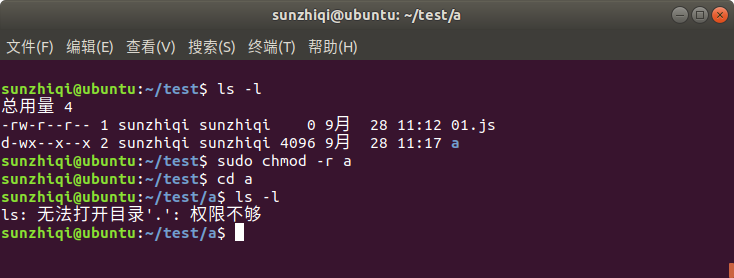 sunzhiqi@ubuntu: ~/test/a
文件(F) 编辑(E) 查看(V) 搜索(S) 终端(T) 帮助(H)
sunzhiqi@ubuntu:~/test$ ls -l
总用量 4
-rw-r--r-- 1 sunzhiqi sunzhiqi    0 9月  28 11:12 01.js
d-wx--x--x 2 sunzhiqi sunzhiqi 4096 9月  28 11:17 a
sunzhiqi@ubuntu:~/test$ sudo chmod -r a
sunzhiqi@ubuntu:~/test$ cd a
sunzhiqi@ubuntu:~/test/a$ ls -l
ls: 无法打开目录'.': 权限不够
sunzhiqi@ubuntu:~/test/a$